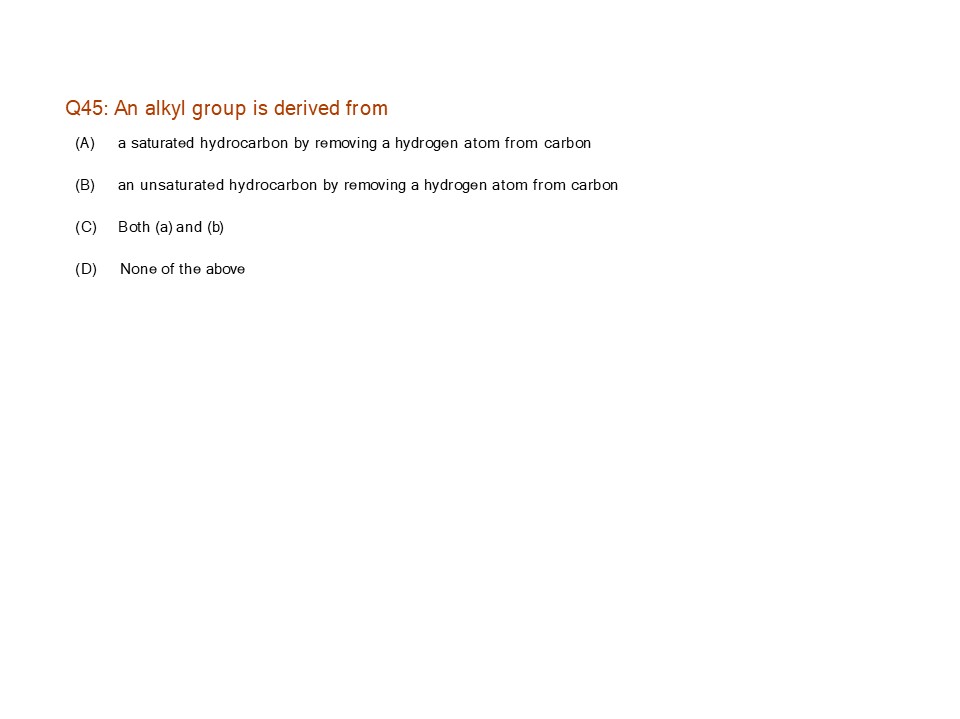 Q45: An alkyl group is derived from
(A) a saturated hydrocarbon by removing a hydrogen atom from carbon
(B) an unsaturated hydrocarbon by removing a hydrogen atom from carbon
(C) Both (a) and (b)
(D) None of the above